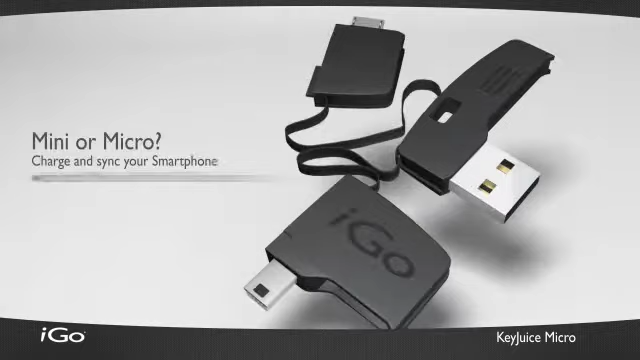 Mini or Micro?
Charge and sync your Smartphone
iGo
iGo
KeyJuice Micro